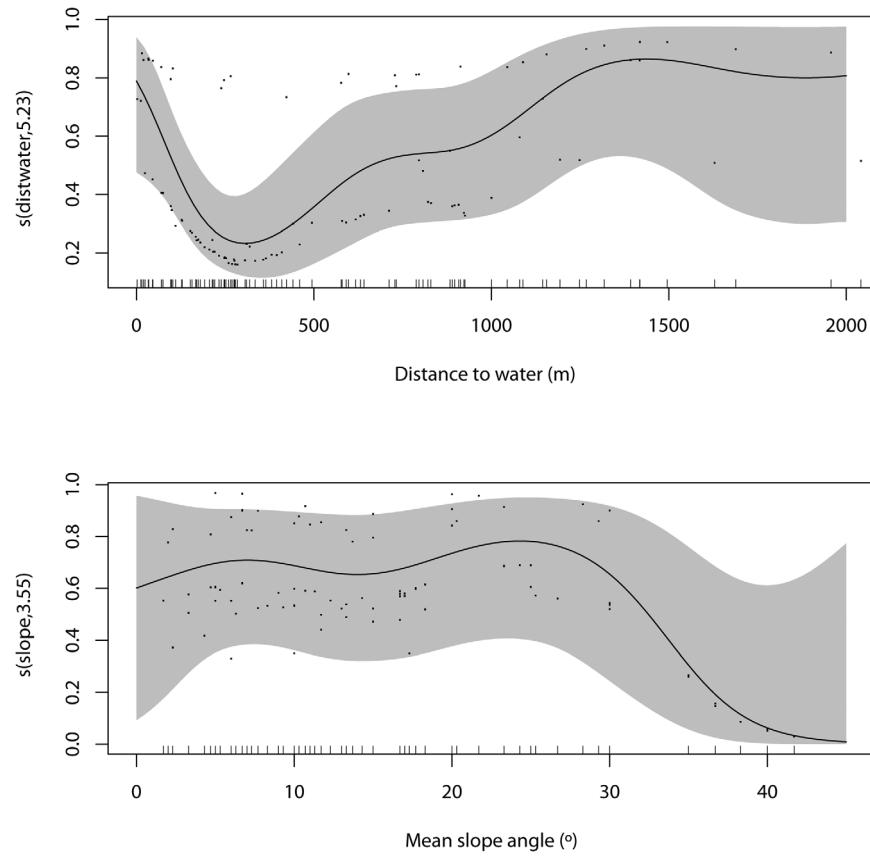 1.0
0.8
0.6
0.4
0.2
s(distwater,5.23)
0 500 1000 1500 2000
Distance to water (m)
1.0
0.8
0.6
0.4
0.2
0.0
s(slope,3.55)
0 10 20 30 40
Mean slope angle (º)